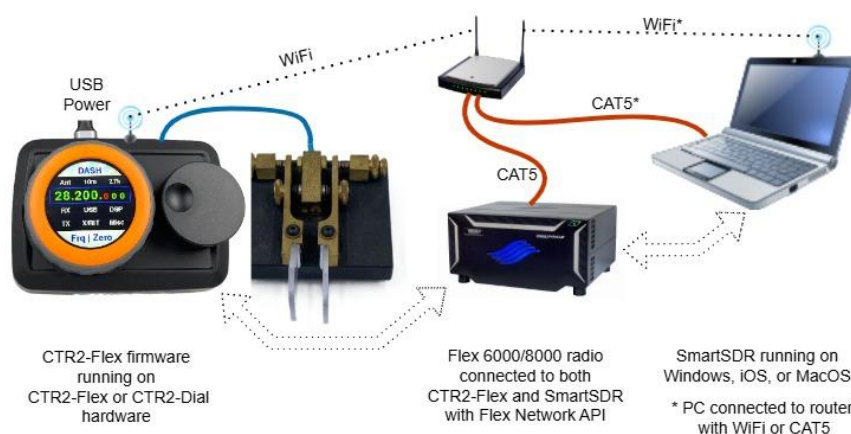 WiFi
WiFi*
USB
Power
CAT5*
CAT5
DASH
Ant 10m 2.7k
28.200.000
RX USB DSP
TX X/RIT Misc
Frq | Zero
CTR2-Flex firmware
running on
CTR2-Flex or CTR2-Dial
hardware
Flex 6000/8000 radio
connected to both
CTR2-Flex and SmartSDR
with Flex Network API
SmartSDR running on
Windows, iOS, or MacOS
* PC connected to router
with WiFi or CAT5